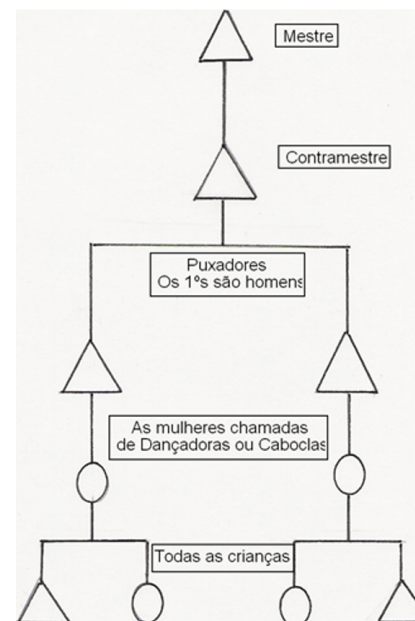 Mestre
Contramestre
Puxadores
Os 1ºs são homens
As mulheres chamadas
de Dançadoras ou Caboclas
Todas as crianças